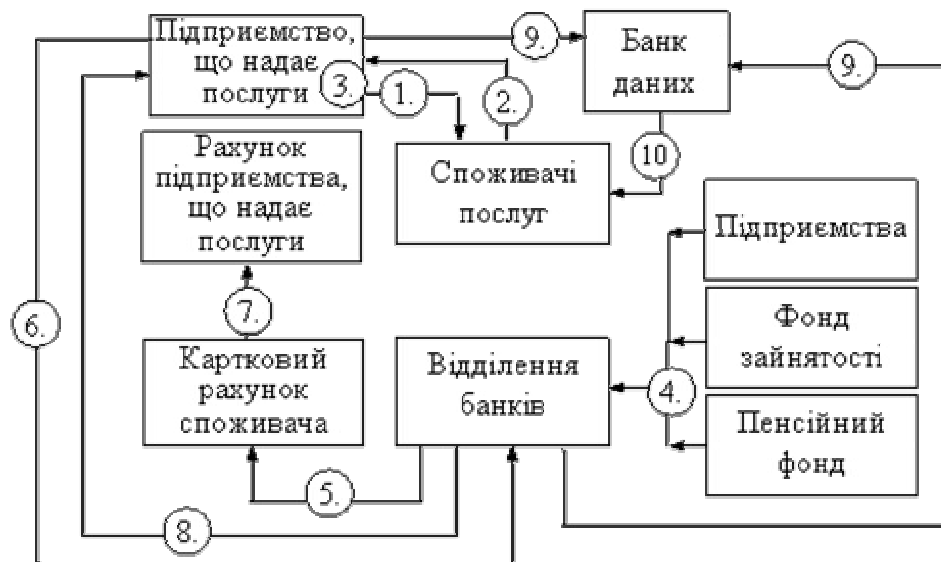 Підприємство,
що надає
послуги
3.
1.
2.
9.
Банк
даних
9.
10
Споживачі
послуг
Рахунок
підприємства,
що надає
послуги
Підприємства
6.
7.
Фонд
зайнятості
Картковий
рахунок
споживача
Відділення
банків
4.
Пенсійний
фонд
5.
8.